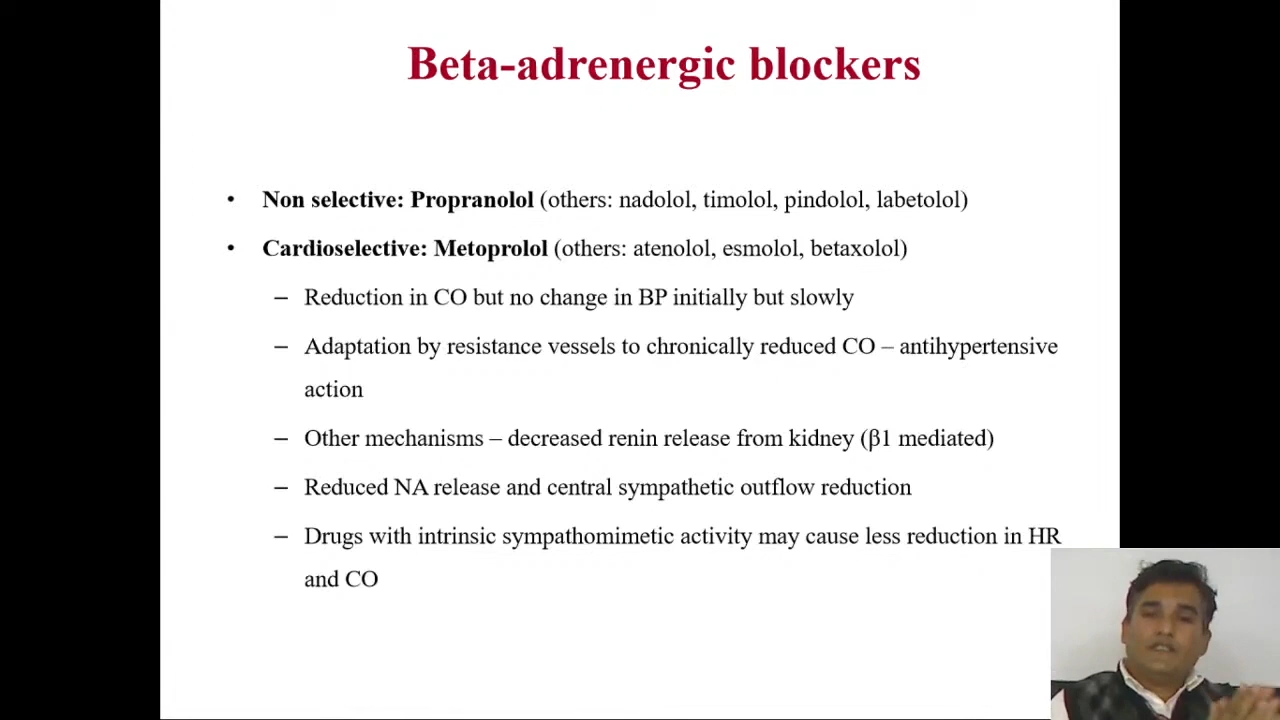 Beta-adrenergic blockers
• Non selective: Propranolol (others: nadolol, timolol, pindolol, labetolol)
• Cardioselective: Metoprolol (others: atenolol, esmolol, betaxolol)
– Reduction in CO but no change in BP initially but slowly
– Adaptation by resistance vessels to chronically reduced CO – antihypertensive
action
– Other mechanisms – decreased renin release from kidney (β1 mediated)
– Reduced NA release and central sympathetic outflow reduction
– Drugs with intrinsic sympathomimetic activity may cause less reduction in HR
and CO